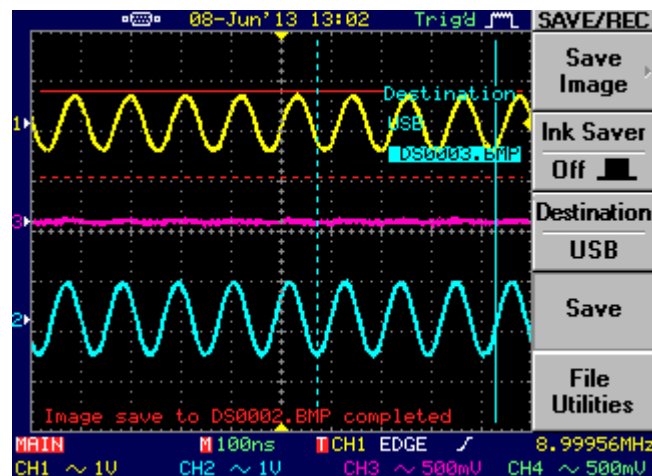 08-Jun'13 13:02 Trig'd SAVE/REC
Save
Image
Destination
1 USB Ink Saver
DS0003.BMP Off
Destination
3 USB
2 Save
File
Utilities
Image save to DS0002.BMP completed
MAIN M 100ns T CH1 EDGE 8.99956MHz
CH1 ~ 1V CH2 ~ 1V CH3 ~ 500mV CH4 ~ 500mV